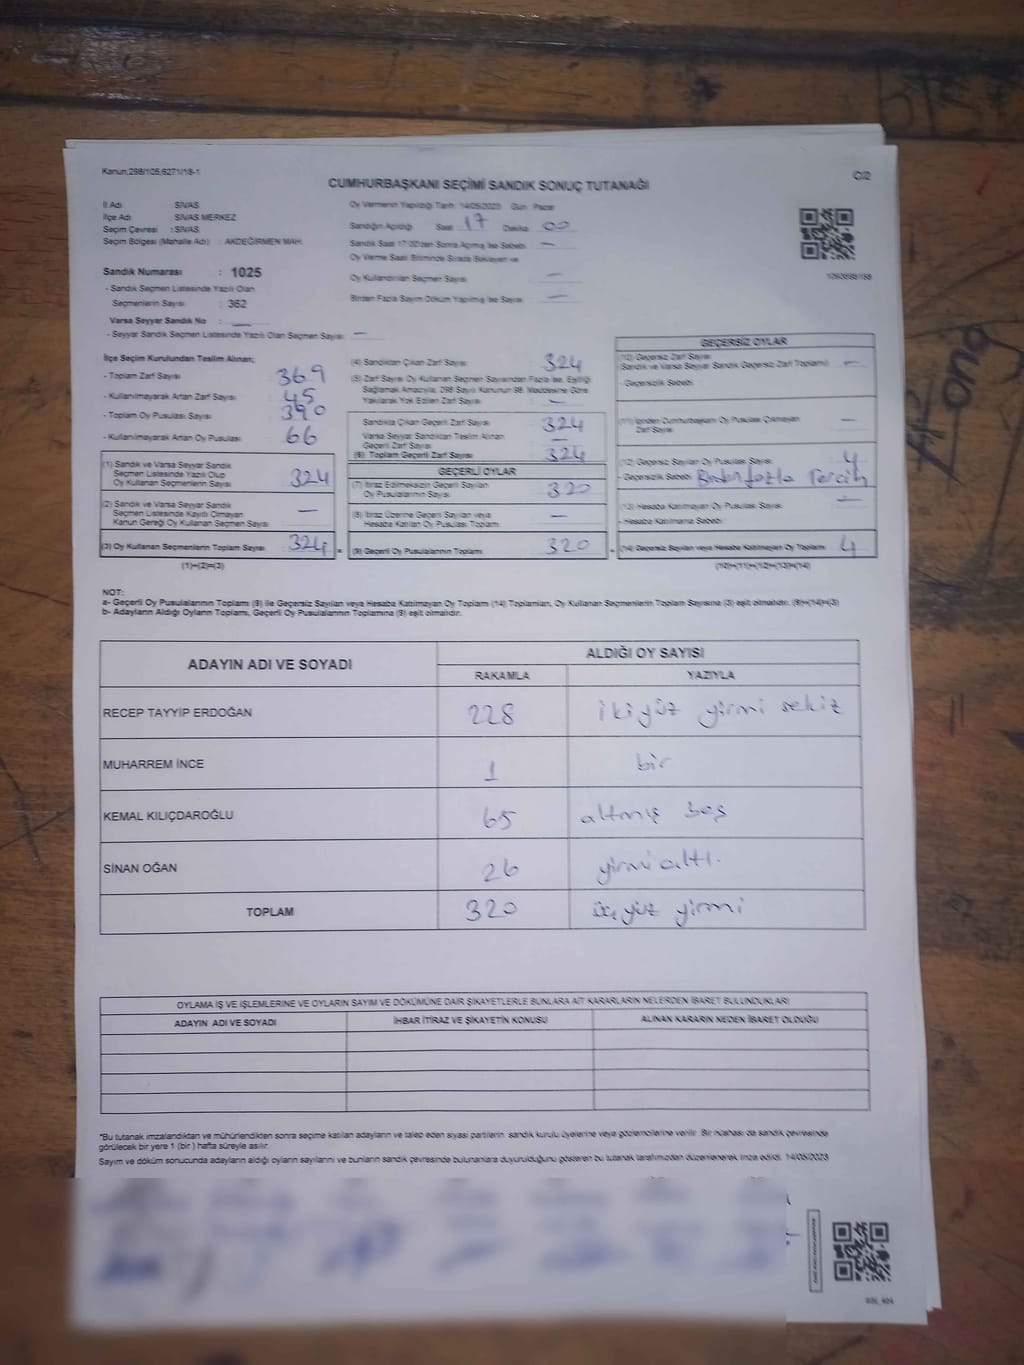 Kanun;298/105,6271/18-1
C/2
CUMHURBAŞKANI SEÇİMİ SANDIK SONUÇ TUTANAĞI
İl Adı : SİVAS
İlçe Adı : SİVAS MERKEZ
Seçim Çevresi : SİVAS
Seçim Bölgesi (Mahalle Adı) : AKDEĞİRMEN MAH.
Sandık Numarası : 1025
- Sandık Seçmen Listesinde Yazılı Olan
Seçmenlerin Sayısı : 362
Varsa Seyyar Sandık No : —
- Seyyar Sandık Seçmen Listesinde Yazılı Olan Seçmen Sayısı: —
Oy Vermenin Yapıldığı Tarih: 14/05/2023 Gün: Pazar
Sandığın Açıldığı Saat 17 Dakika 00
Sandık Saat 17:00'den Sonra Açılmış İse Sebebi —
Oy Verme Saati Bitiminde Sırada Bekleyen ve
Oy Kullandırılan Seçmen Sayısı —
Birden Fazla Sayım Döküm Yapılmış İse Sayısı —
İlçe Seçim Kurulundan Teslim Alınan;
- Toplam Zarf Sayısı 369
- Kullanılmayarak Artan Zarf Sayısı 45
- Toplam Oy Pusulası Sayısı 390
- Kullanılmayarak Artan Oy Pusulası 66
(1) Sandık ve Varsa Seyyar Sandık
Seçmen Listesinde Yazılı Olup
Oy Kullanan Seçmenlerin Sayısı 324
(2) Sandık ve Varsa Seyyar Sandık
Seçmen Listesinde Kayıtlı Olmayan
Kanun Gereği Oy Kullanan Seçmen Sayısı —
(3) Oy Kullanan Seçmenlerin Toplam Sayısı 324 =
(1)+(2)=(3)
(4) Sandıktan Çıkan Zarf Sayısı 324
(5) Zarf Sayısı Oy Kullanan Seçmen Sayısından Fazla İse, Eşitliği
Sağlamak Amacıyla, 298 Sayılı Kanunun 98. Maddesine Göre
Yakılarak Yok Edilen Zarf Sayısı —
Sandıkta Çıkan Geçerli Zarf Sayısı 324
Varsa Seyyar Sandıktan Teslim Alınan
Geçerli Zarf Sayısı —
(6) Toplam Geçerli Zarf Sayısı 324
GEÇERLİ OYLAR
(7) İtiraz Edilmeksizin Geçerli Sayılan
Oy Pusulalarının Sayısı 320
(8) İtiraz Üzerine Geçerli Sayılan veya
Hesaba Katılan Oy Pusulası Toplamı —
(9) Geçerli Oy Pusulalarının Toplamı 320 +
GEÇERSİZ OYLAR
(10) Geçersiz Zarf Sayısı
(Sandık ve Varsa Seyyar Sandık Geçersiz Zarf Toplamı) —
- Geçersizlik Sebebi
(11) İçinden Cumhurbaşkanı Oy Pusulası Çıkmayan
Zarf Sayısı —
(12) Geçersiz Sayılan Oy Pusulası Sayısı 4
- Geçersizlik Sebebi Birden fazla Tercih
(13) Hesaba Katılmayan Oy Pusulası Sayısı —
- Hesaba Katılmama Sebebi
(14) Geçersiz Sayılan veya Hesaba Katılmayan Oy Toplamı 4
(10)+(11)+(12)+(13)=(14)
NOT:
a- Geçerli Oy Pusulalarının Toplamı (9) ile Geçersiz Sayılan veya Hesaba Katılmayan Oy Toplamı (14) Toplamları, Oy Kullanan Seçmenlerin Toplam Sayısına (3) eşit olmalıdır. (9)+(14)=(3)
b- Adayların Aldığı Oyların Toplamı, Geçerli Oy Pusulalarının Toplamına (9) eşit olmalıdır.
ADAYIN ADI VE SOYADI
ALDIĞI OY SAYISI
RAKAMLA YAZIYLA
RECEP TAYYİP ERDOĞAN 228 iki yüz yirmi sekiz
MUHARREM İNCE 1 bir
KEMAL KILIÇDAROĞLU 65 altmış beş
SİNAN OĞAN 26 yirmi altı.
TOPLAM 320 üç yüz yirmi
OYLAMA İŞ VE İŞLEMLERİNE VE OYLARIN SAYIM VE DÖKÜMÜNE DAİR ŞİKAYETLERLE BUNLARA AİT KARARLARIN NELERDEN İBARET BULUNDUKLARI
ADAYIN ADI VE SOYADI İHBAR İTİRAZ VE ŞİKAYETİN KONUSU ALINAN KARARIN NEDEN İBARET OLDUĞU
*Bu tutanak imzalandıktan ve mühürlendikten sonra seçime katılan adayların ve talep eden siyasi partilerin sandık kurulu üyelerine veya gözlemcilerine verilir. Bir nüshası da sandık çevresinde
görülecek bir yere 1 (bir) hafta süreyle asılır.
Sayım ve döküm sonucunda adayların aldığı oyların sayılarını ve bunların sandık çevresinde bulunanlara duyurulduğunu gösteren bu tutanak tarafımızdan düzenlenerek imza edildi. 14/05/2023